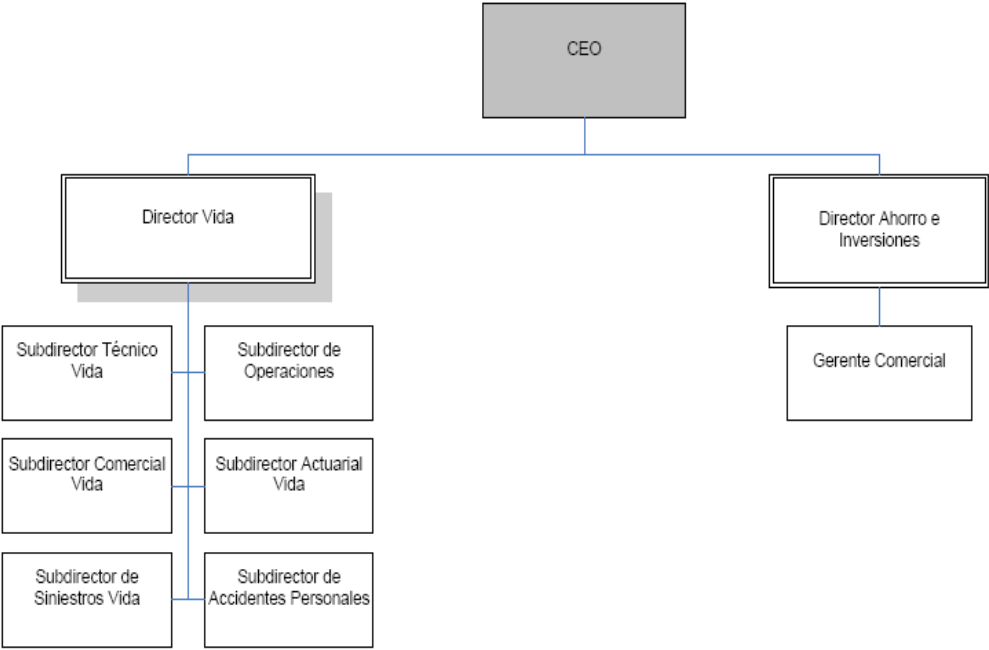 CEO
Director Vida
Director Ahorro e
Inversiones
Subdirector Técnico
Vida
Subdirector de
Operaciones
Gerente Comercial
Subdirector Comercial
Vida
Subdirector Actuarial
Vida
Subdirector de
Siniestros Vida
Subdirector de
Accidentes Personales